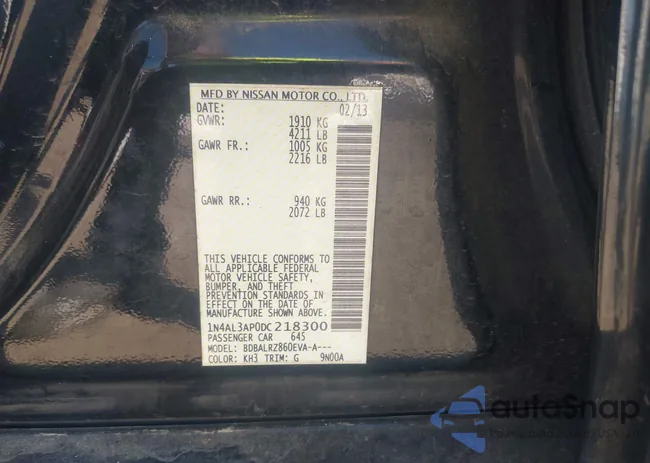 MFD BY NISSAN MOTOR CO., LTD.
DATE: 02/13
GVWR: 1910 KG
4211 LB
GAWR FR.: 1005 KG
2216 LB
GAWR RR.: 940 KG
2072 LB
THIS VEHICLE CONFORMS TO
ALL APPLICABLE FEDERAL
MOTOR VEHICLE SAFETY,
BUMPER, AND THEFT
PREVENTION STANDARDS IN
EFFECT ON THE DATE OF
MANUFACTURE SHOWN ABOVE.
1N4AL3AP0DC218300
PASSENGER CAR 645
MODEL: BDBALRZ860EVA-A---
COLOR: KH3 TRIM: G 9N00A
autoSnap